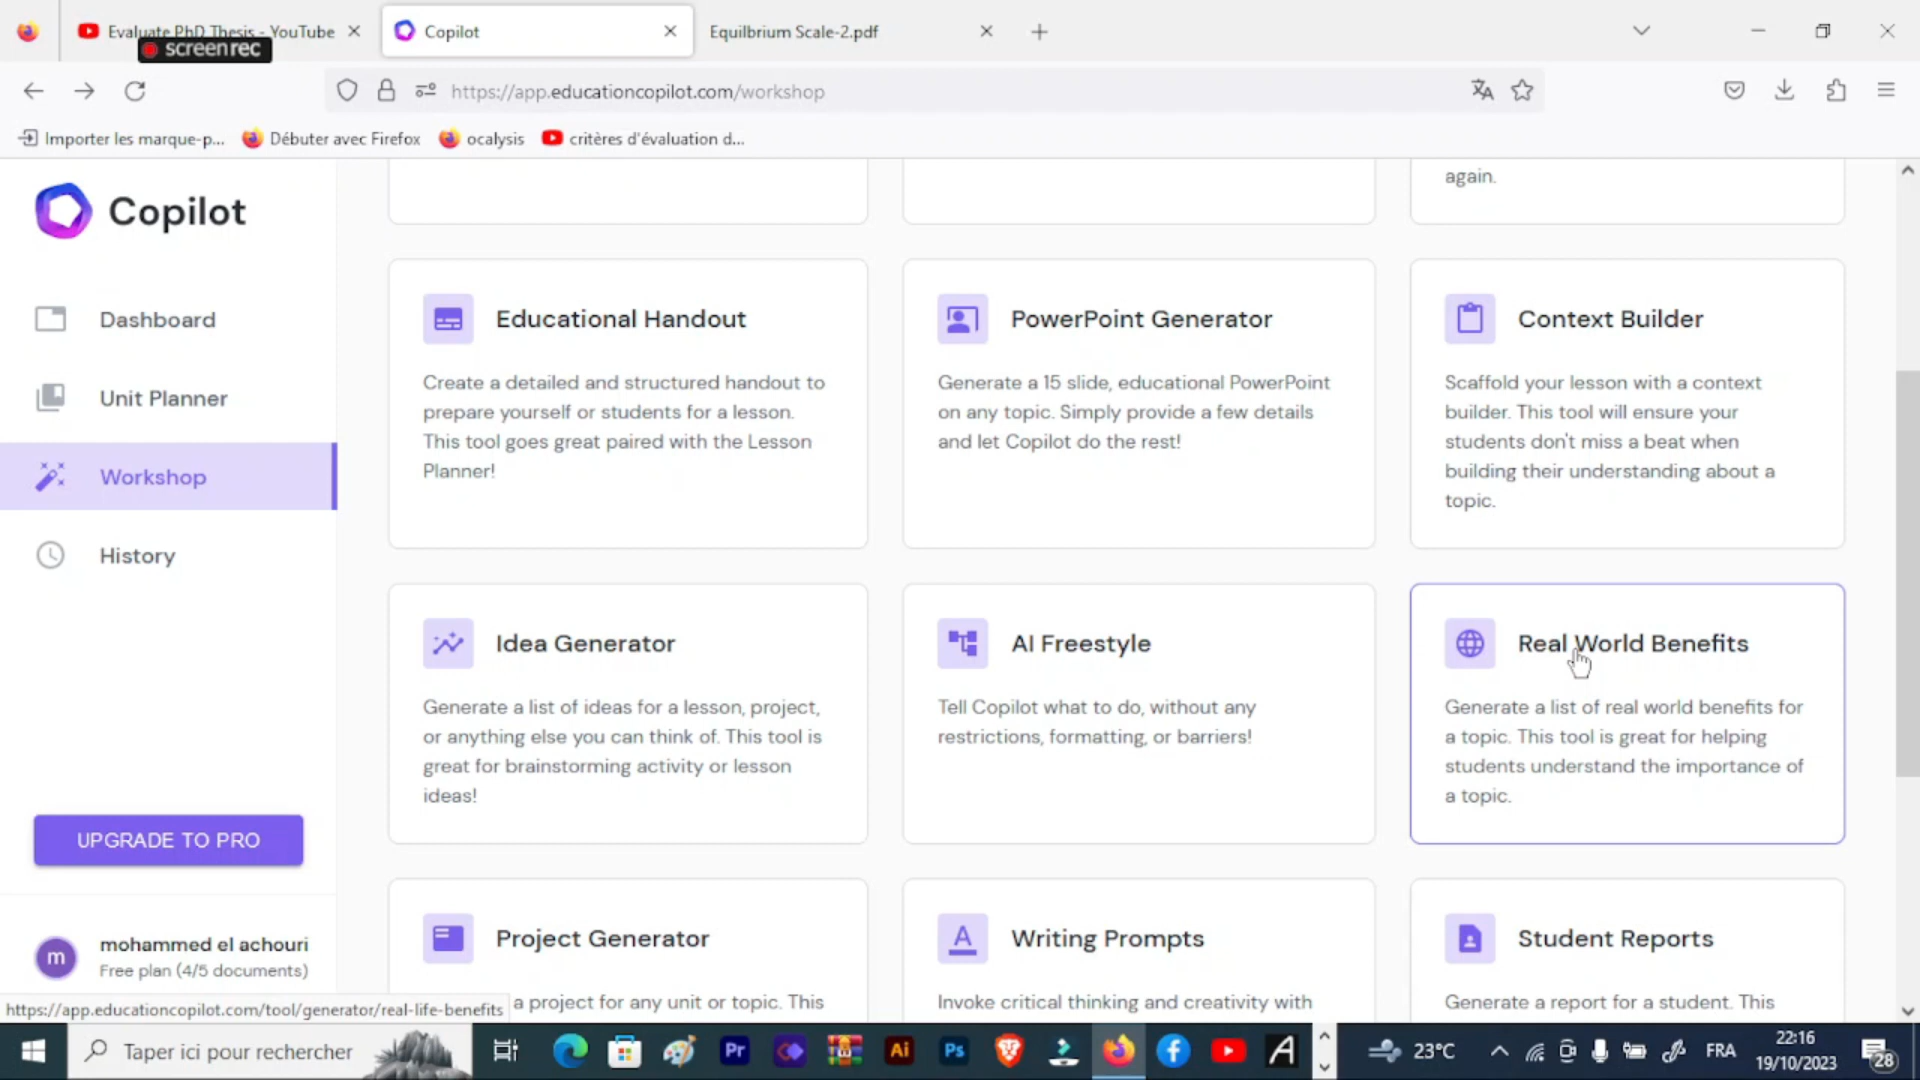 Evaluate PhD Thesis - YouTube
Copilot
Equilbrium Scale-2.pdf
screenrec
https://app.educationcopilot.com/workshop
Importer les marque-p...
Débuter avec Firefox
ocalysis
critères d'évaluation d...
Copilot
Dashboard
Unit Planner
Workshop
History
UPGRADE TO PRO
m
mohammed el achouri
Free plan (4/5 documents)
again.
Educational Handout
Create a detailed and structured handout to
prepare yourself or students for a lesson.
This tool goes great paired with the Lesson
Planner!
PowerPoint Generator
Generate a 15 slide, educational PowerPoint
on any topic. Simply provide a few details
and let Copilot do the rest!
Context Builder
Scaffold your lesson with a context
builder. This tool will ensure your
students don't miss a beat when
building their understanding about a
topic.
Idea Generator
Generate a list of ideas for a lesson, project,
or anything else you can think of. This tool is
great for brainstorming activity or lesson
ideas!
AI Freestyle
Tell Copilot what to do, without any
restrictions, formatting, or barriers!
Real World Benefits
Generate a list of real world benefits for
a topic. This tool is great for helping
students understand the importance of
a topic.
Project Generator
a project for any unit or topic. This
Writing Prompts
Invoke critical thinking and creativity with
Student Reports
Generate a report for a student. This
https://app.educationcopilot.com/tool/generator/real-life-benefits
Taper ici pour rechercher
Pr
Ai
Ps
23°C
FRA
22:16
19/10/2023
28